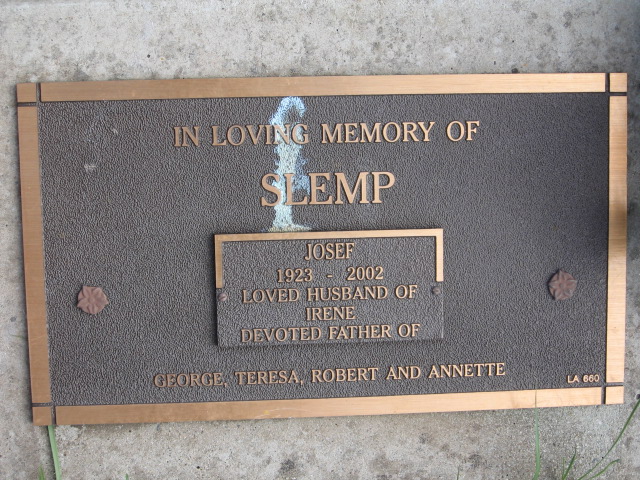 IN LOVING MEMORY OF
SLEMP
JOSEF
1923 - 2002
LOVED HUSBAND OF
IRENE
DEVOTED FATHER OF
GEORGE, TERESA, ROBERT AND ANNETTE
LA 660